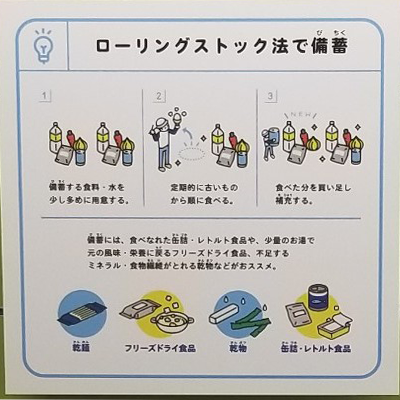 ローリングストック法で備蓄
1
2
3
NEW
備蓄する食料・水を
少し多めに用意する。
定期的に古いもの
から順に食べる。
食べた分を買い足し
補充する。
備蓄には、食べなれた缶詰・レトルト食品や、少量のお湯で
元の風味・栄養に戻るフリーズドライ食品、不足する
ミネラル・食物繊維がとれる乾物などがおススメ。
乾麺
フリーズドライ食品
乾物
缶詰・レトルト食品